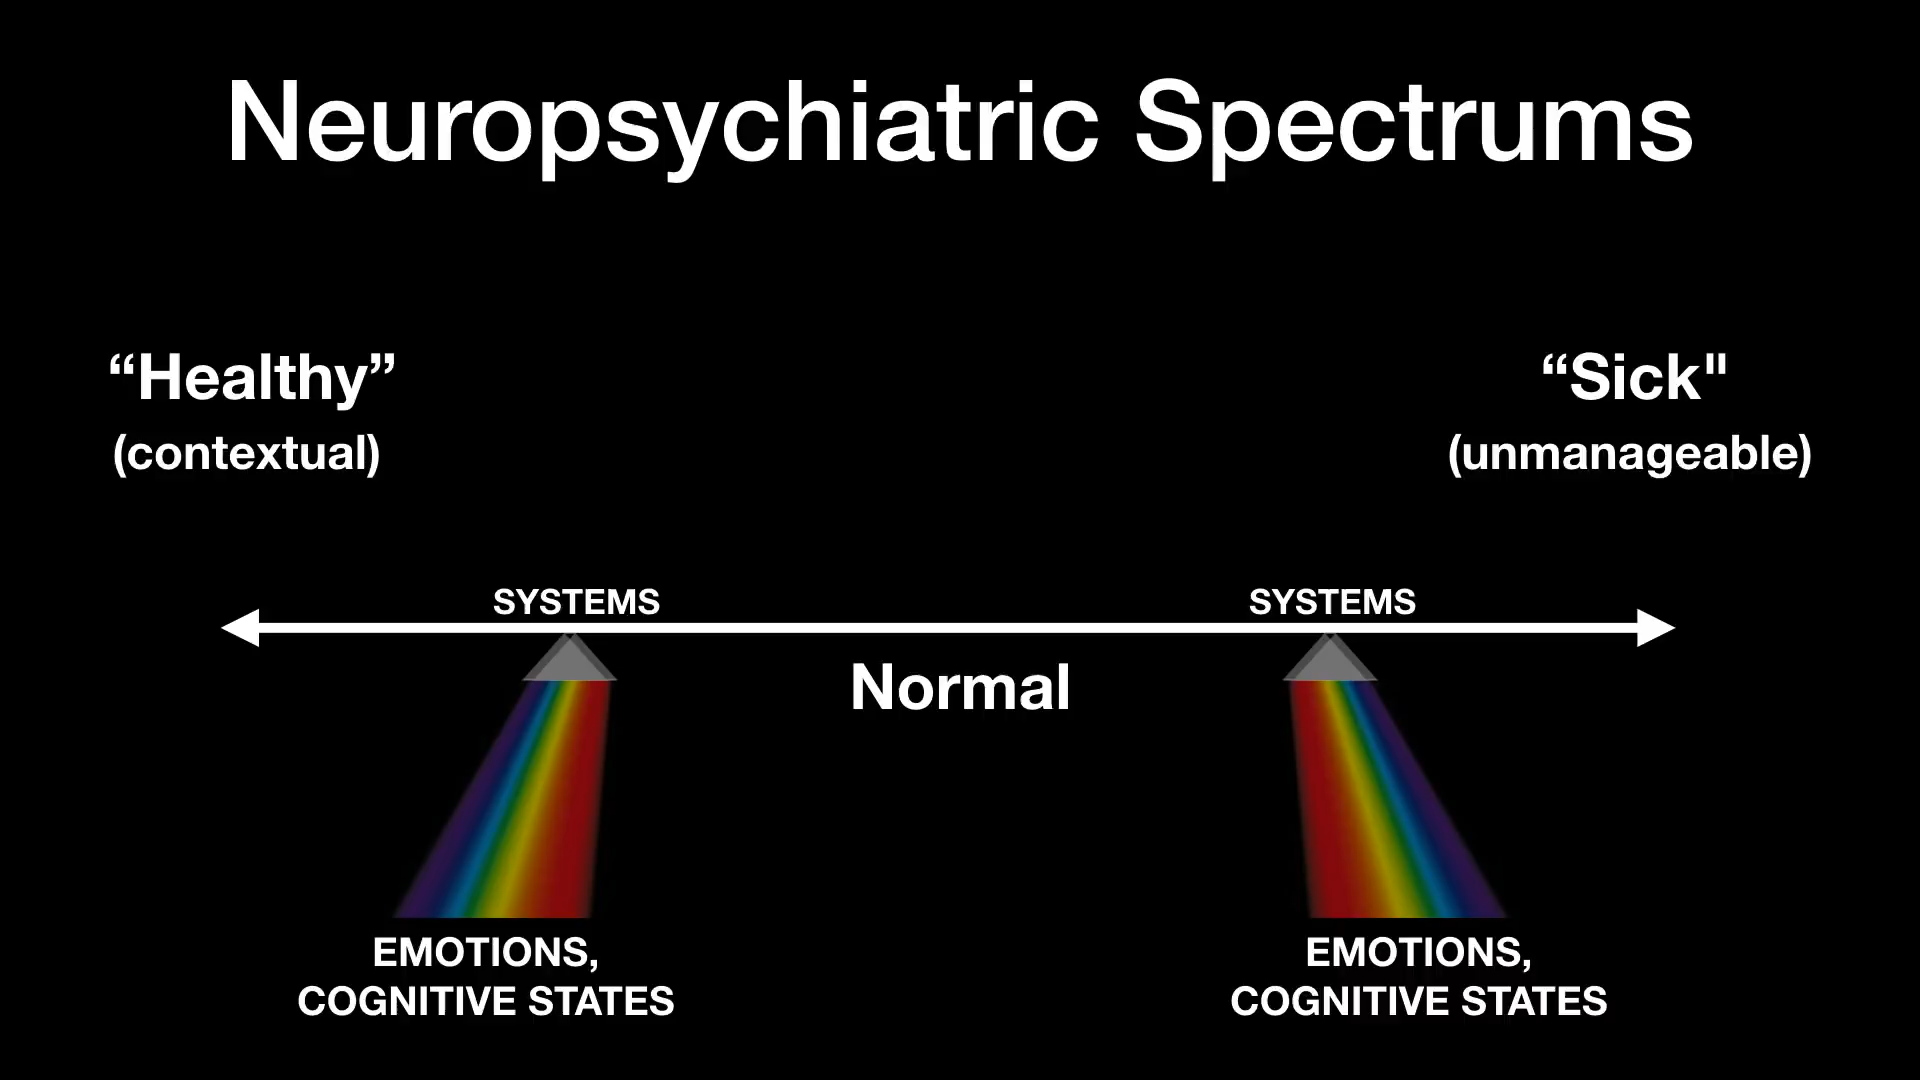 Neuropsychiatric Spectrums
“Healthy”
(contextual)
“Sick"
(unmanageable)
SYSTEMS
SYSTEMS
Normal
EMOTIONS,
COGNITIVE STATES
EMOTIONS,
COGNITIVE STATES